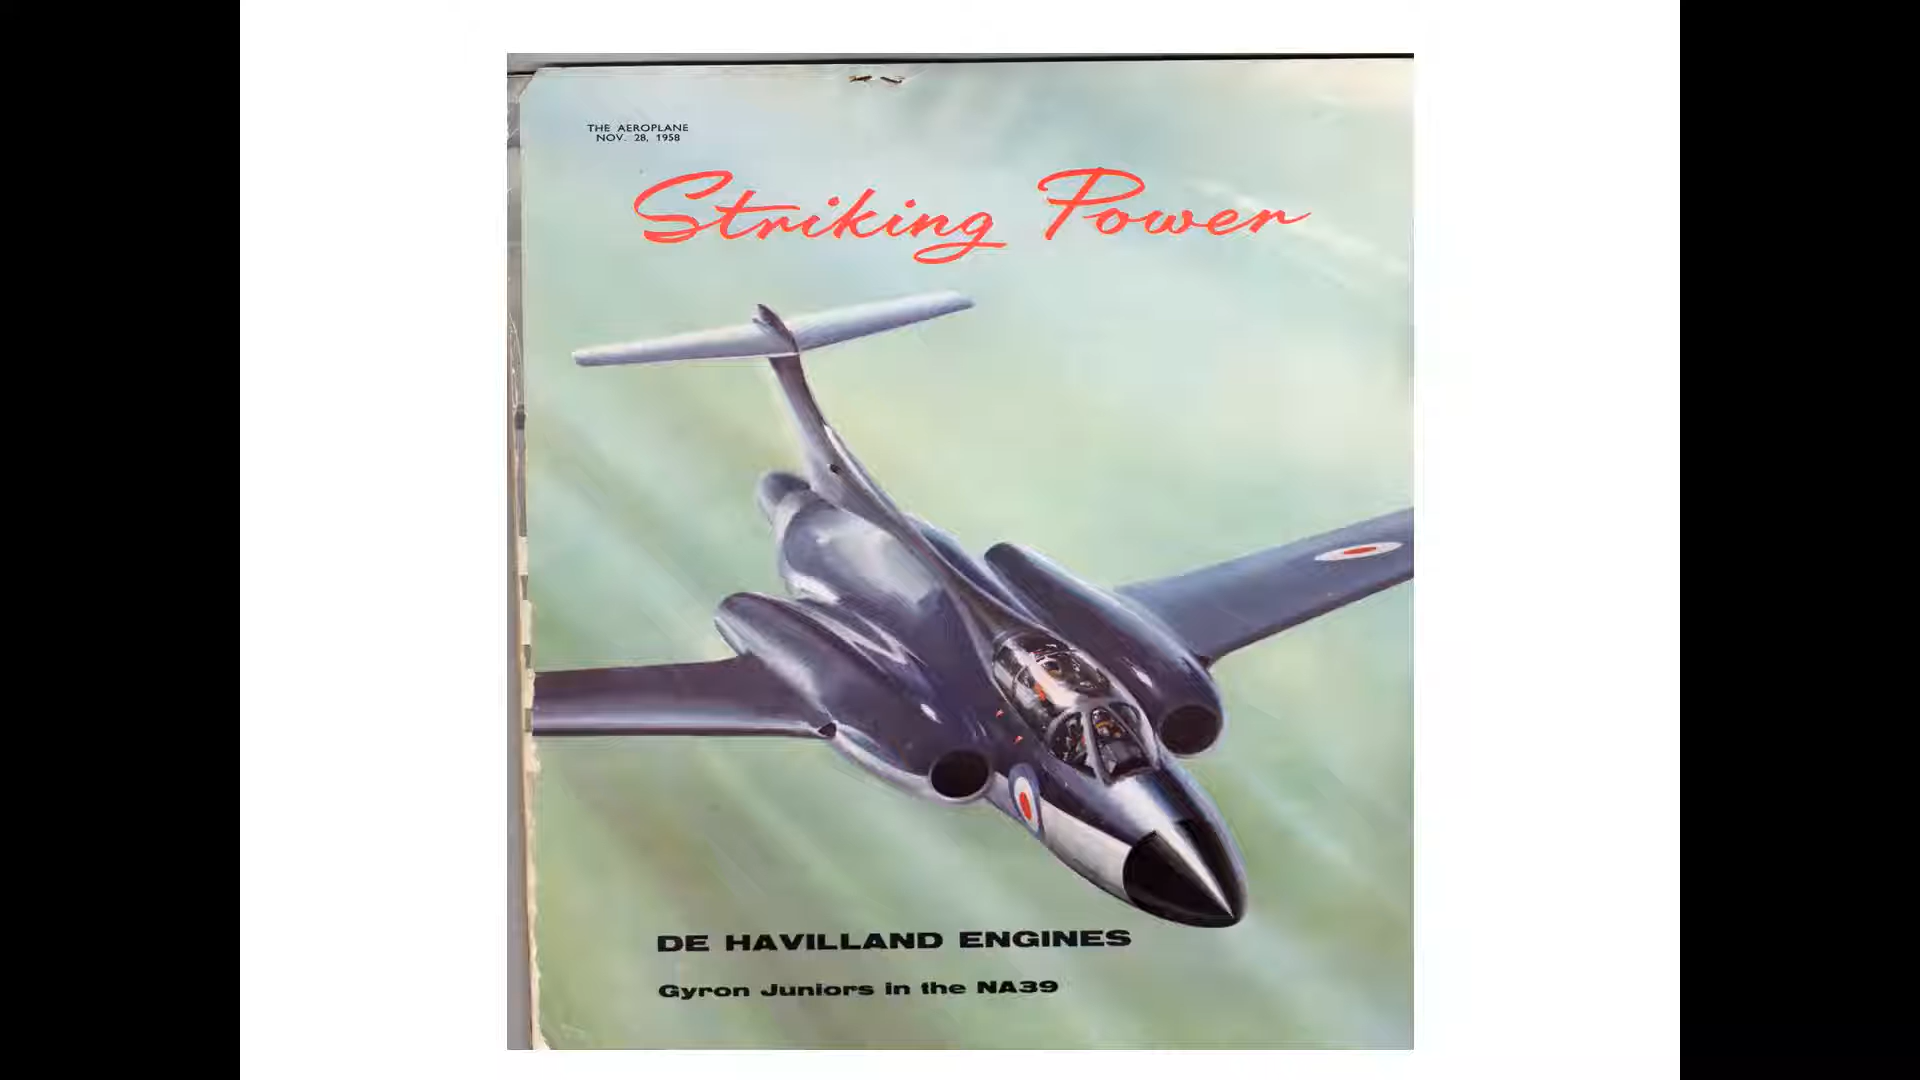 THE AEROPLANE
NOV. 28, 1958
Striking Power
DE HAVILLAND ENGINES
Gyron Juniors in the NA39